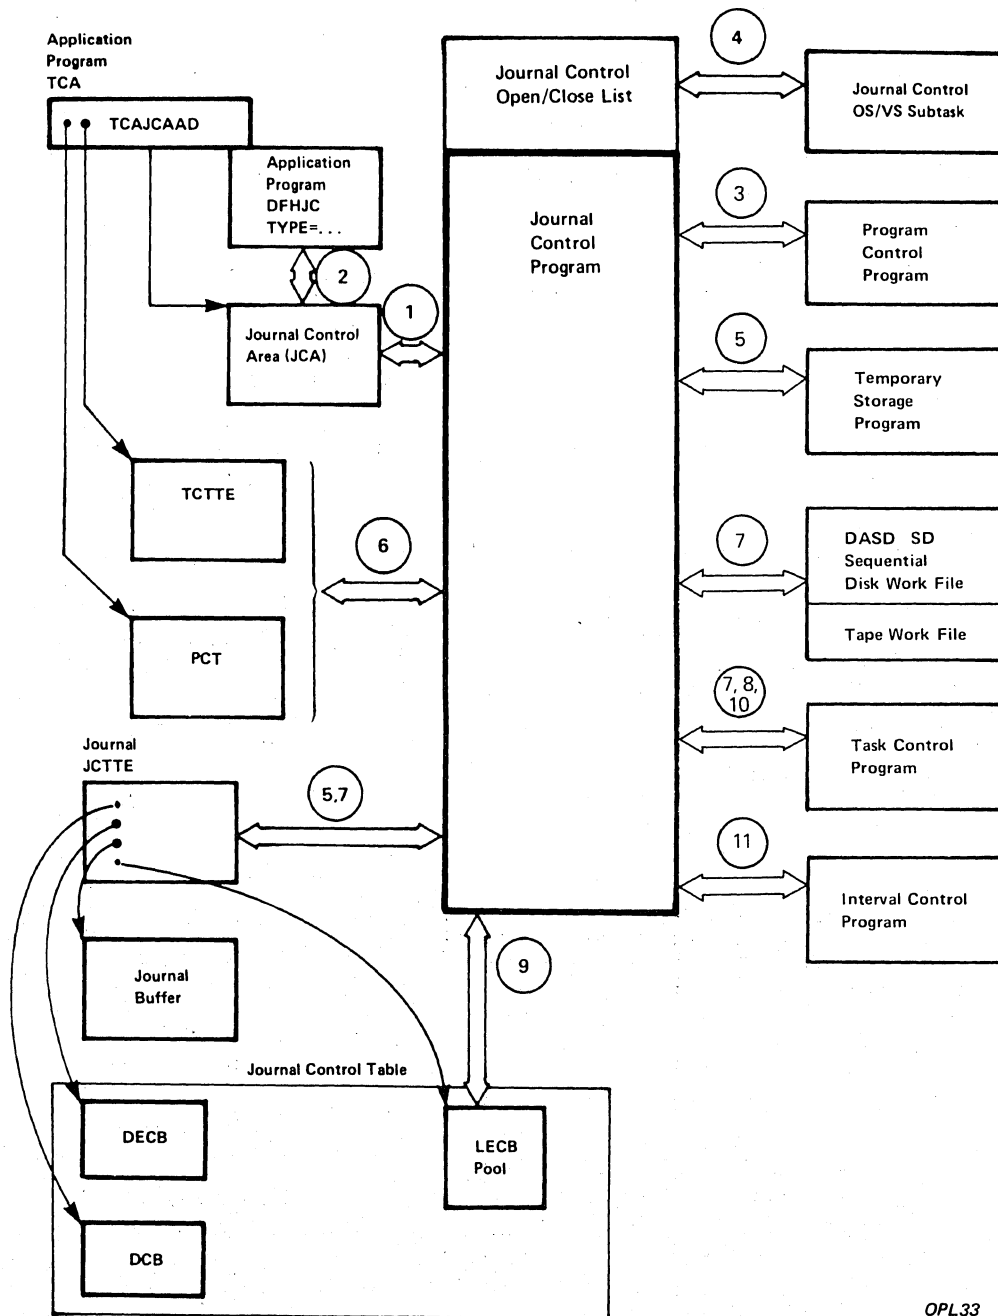 Application
Program
TCA
TCAJCAAD
Application
Program
DFHJC
TYPE=...
2
1
Journal Control
Area (JCA)
Journal Control
Open/Close List
Journal
Control
Program
4
Journal Control
OS/VS Subtask
3
Program
Control
Program
5
Temporary
Storage
Program
TCTTE
6
PCT
7
DASD SD
Sequential
Disk Work File
Tape Work File
7, 8,
10
Task Control
Program
Journal
JCTTE
5,7
11
Interval Control
Program
Journal
Buffer
9
Journal Control Table
DECB
LECB
Pool
DCB
OPL33